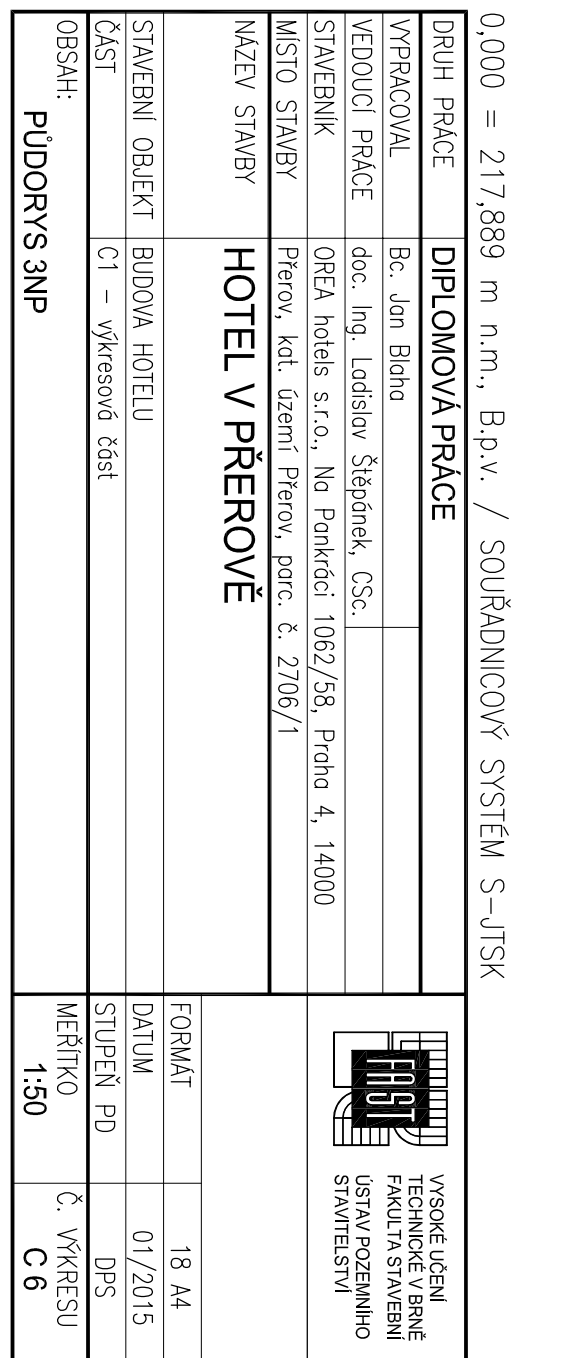 0,000 = 217,889 m n.m., B.p.v. / SOUŘADNICOVÝ SYSTÉM S-JTSK
DRUH PRÁCE DIPLOMOVÁ PRÁCE
VYPRACOVAL Bc. Jan Blaha
VEDOUCÍ PRÁCE doc. Ing. Ladislav Štěpánek, CSc.
STAVEBNÍK OREA hotels s.r.o., Na Pankráci 1062/58, Praha 4, 14000
MÍSTO STAVBY Přerov, kat. území Přerov, parc. č. 2706/1
NÁZEV STAVBY HOTEL V PŘEROVĚ
STAVEBNÍ OBJEKT BUDOVA HOTELU
ČÁST C1 – výkresová část
OBSAH:
PŮDORYS 3NP
FAST
VYSOKÉ UČENÍ
TECHNICKÉ V BRNĚ
FAKULTA STAVEBNÍ
ÚSTAV POZEMNÍHO
STAVITELSTVÍ
FORMÁT 18 A4
DATUM 01/2015
STUPEŇ PD DPS
MEŘÍTKO Č. VÝKRESU
1:50 C 6